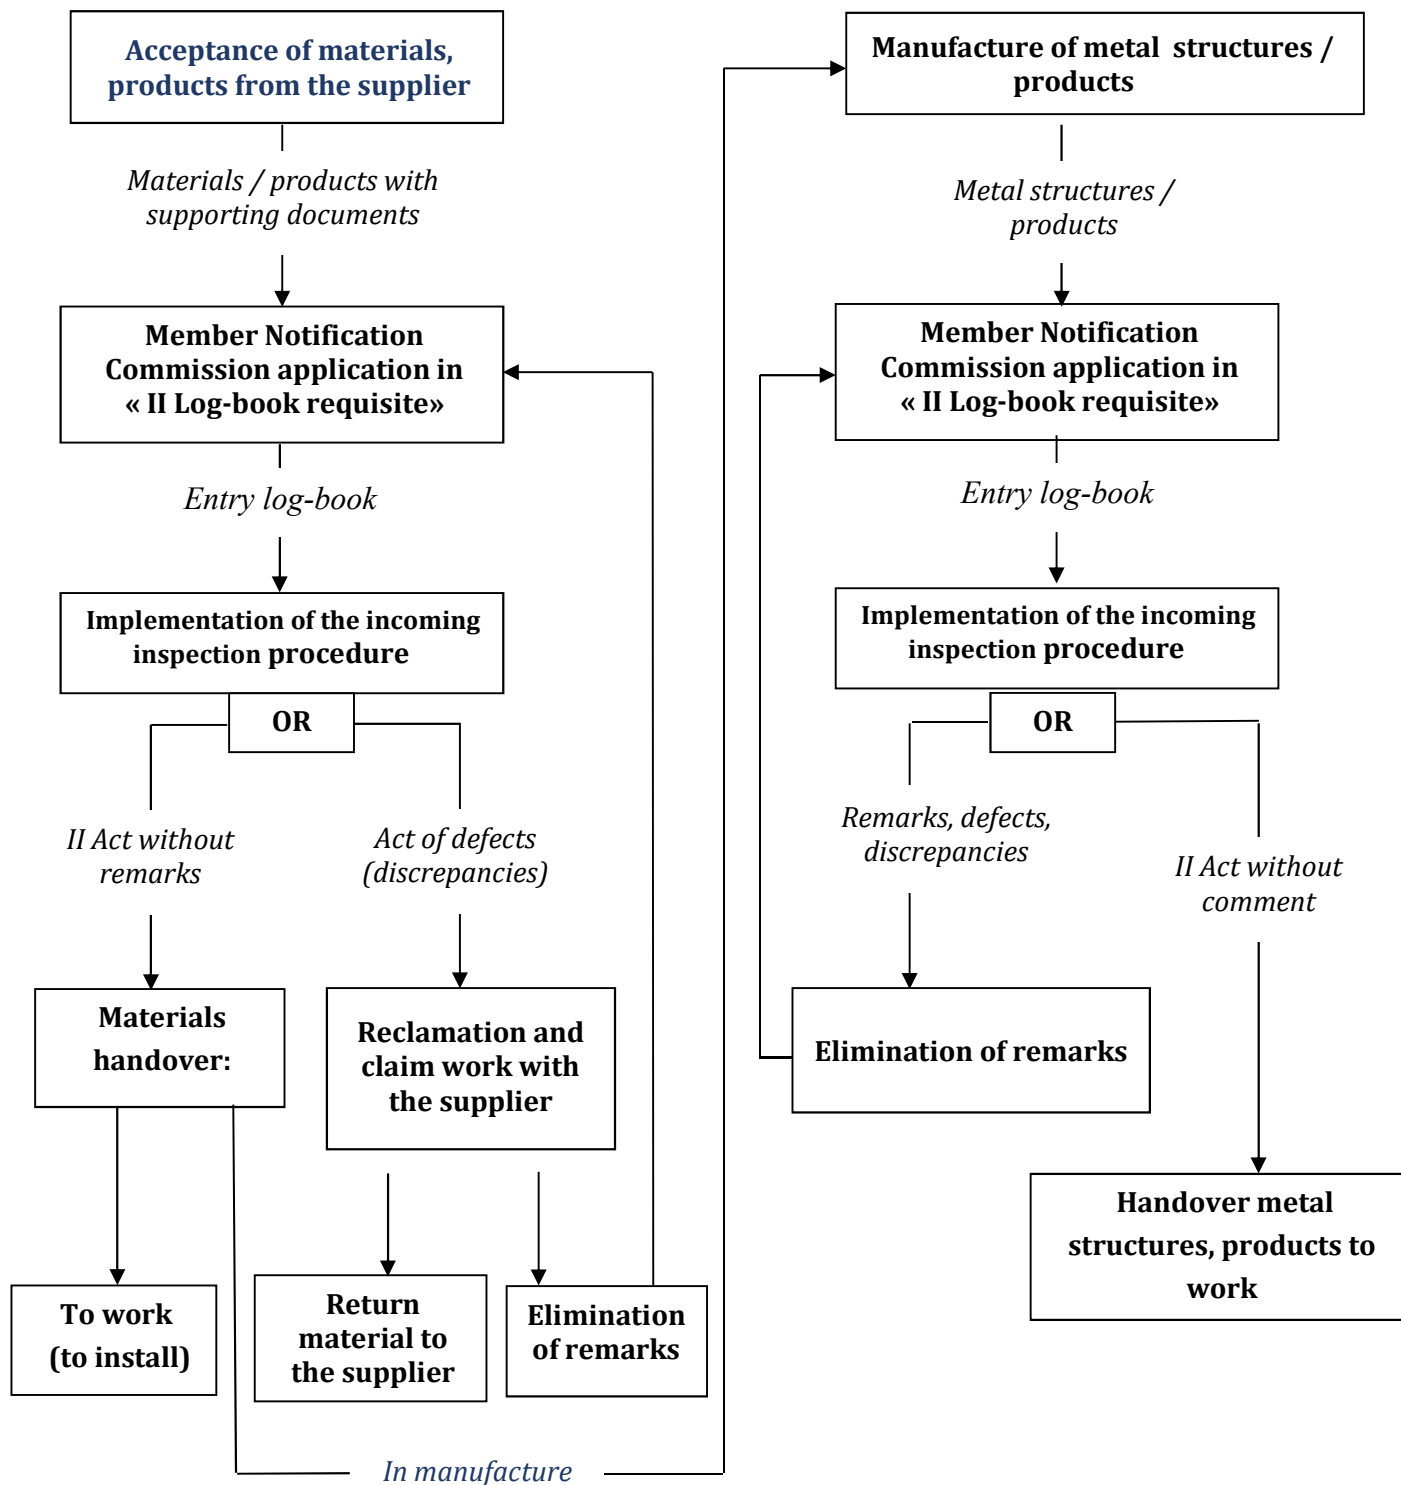 Acceptance of materials,
products from the supplier
Materials / products with
supporting documents
Member Notification
Commission application in
« II Log-book requisite»
Entry log-book
Implementation of the incoming
inspection procedure
OR
II Act without
remarks
Act of defects
(discrepancies)
Materials
handover:
Reclamation and
claim work with
the supplier
To work
(to install)
Return
material to
the supplier
Elimination
of remarks
In manufacture
Manufacture of metal structures /
products
Metal structures /
products
Member Notification
Commission application in
« II Log-book requisite»
Entry log-book
Implementation of the incoming
inspection procedure
OR
Remarks, defects,
discrepancies
II Act without
comment
Elimination of remarks
Handover metal
structures, products to
work